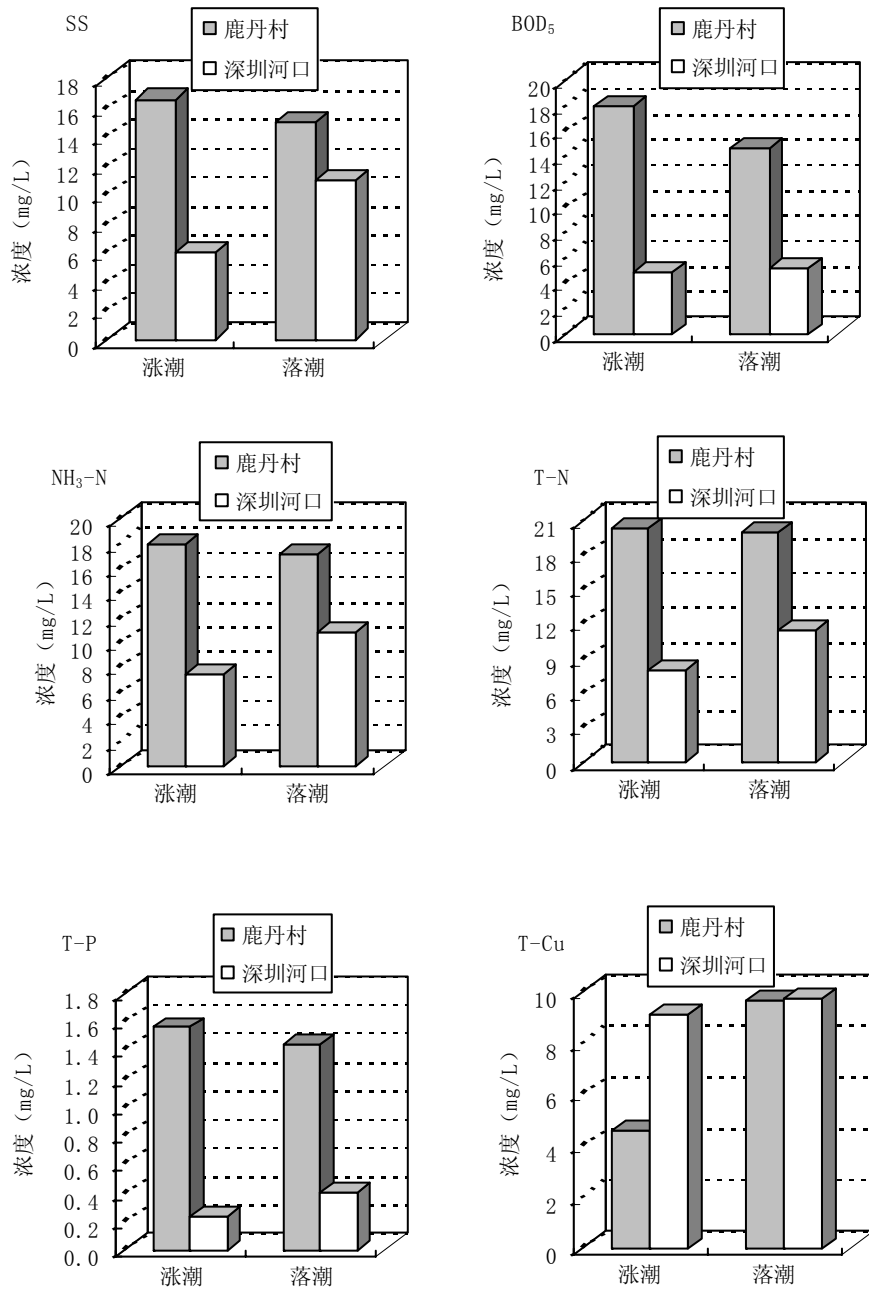 SS
鹿丹村
深圳河口
浓度（mg/L）
18
16
14
12
10
8
6
4
2
0
涨潮
落潮
BOD₅
鹿丹村
深圳河口
浓度（mg/L）
20
18
16
14
12
10
8
6
4
2
0
涨潮
落潮
NH₃-N
鹿丹村
深圳河口
浓度（mg/L）
20
18
16
14
12
10
8
6
4
2
0
涨潮
落潮
T-N
鹿丹村
深圳河口
浓度（mg/L）
21
18
15
12
9
6
3
0
涨潮
落潮
T-P
鹿丹村
深圳河口
浓度（mg/L）
1.8
1.6
1.4
1.2
1.0
0.8
0.6
0.4
0.2
0.0
涨潮
落潮
T-Cu
鹿丹村
深圳河口
浓度（mg/L）
10
8
6
4
2
0
涨潮
落潮